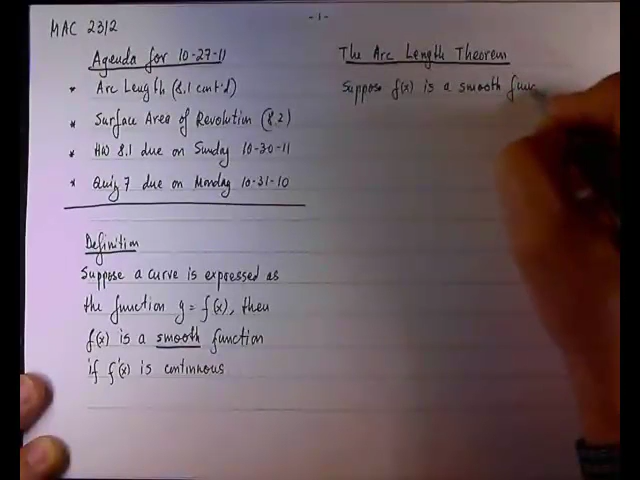 MAC 2312
-1-
Agenda for 10-27-11
* Arc Length (8.1 cont'd)
* Surface Area of Revolution (8.2)
* HW 8.1 due on Sunday 10-30-11
* Quiz 7 due on Monday 10-31-10
Definition
Suppose a curve is expressed as
the function y = f(x), then
f(x) is a smooth function
if f'(x) is continuous
The Arc Length Theorem
Suppose f(x) is a smooth func